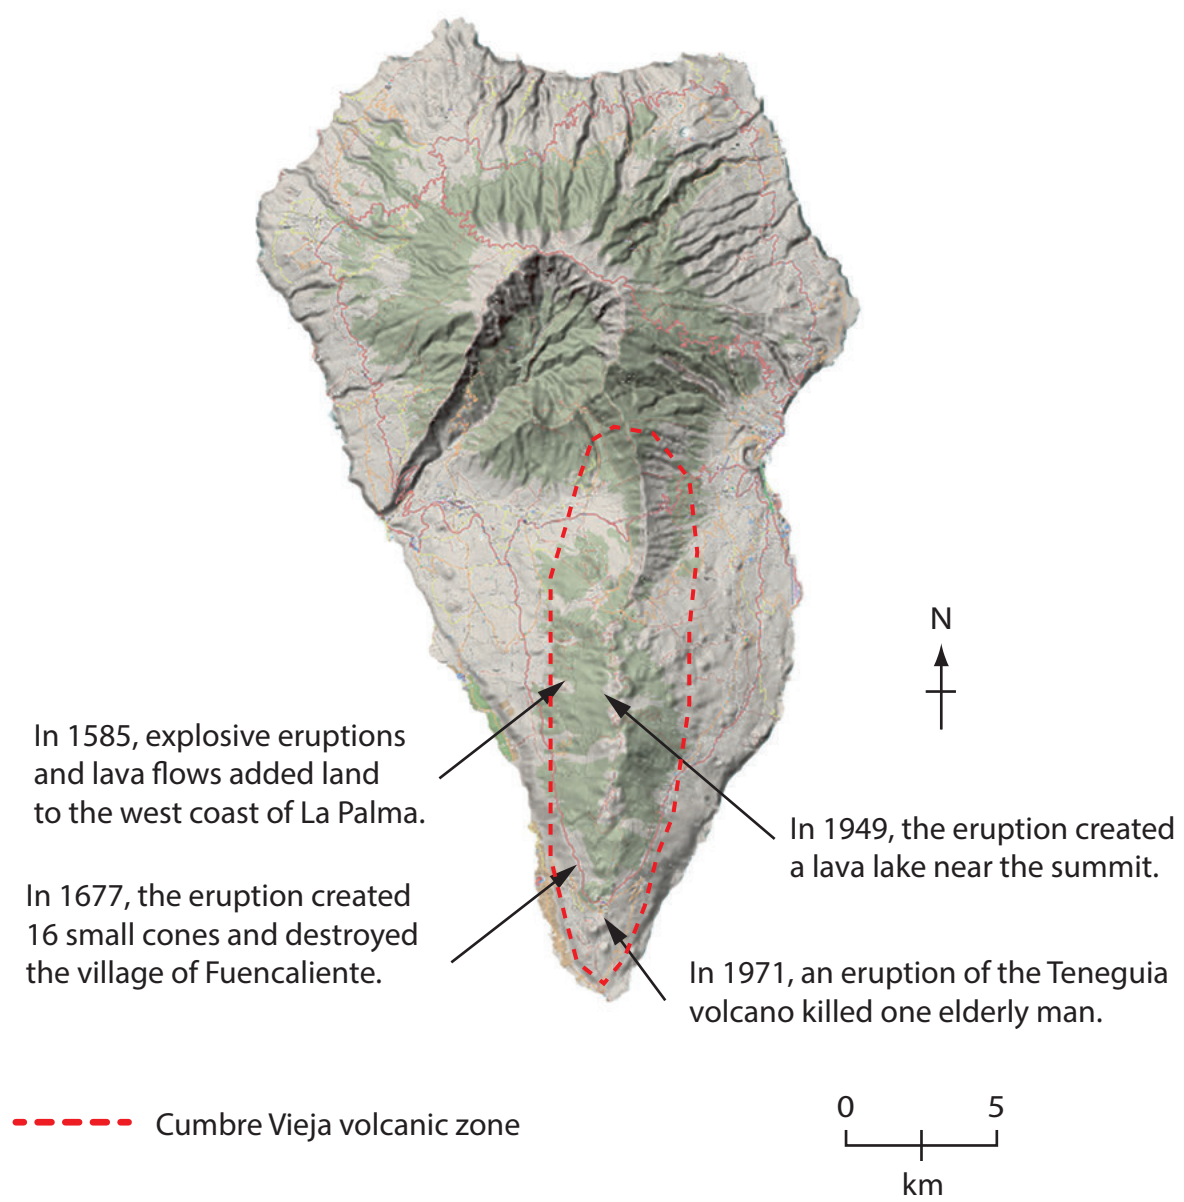 N
In 1585, explosive eruptions
and lava flows added land
to the west coast of La Palma.
In 1949, the eruption created
a lava lake near the summit.
In 1677, the eruption created
16 small cones and destroyed
the village of Fuencaliente.
In 1971, an eruption of the Teneguia
volcano killed one elderly man.
Cumbre Vieja volcanic zone
0 5
km